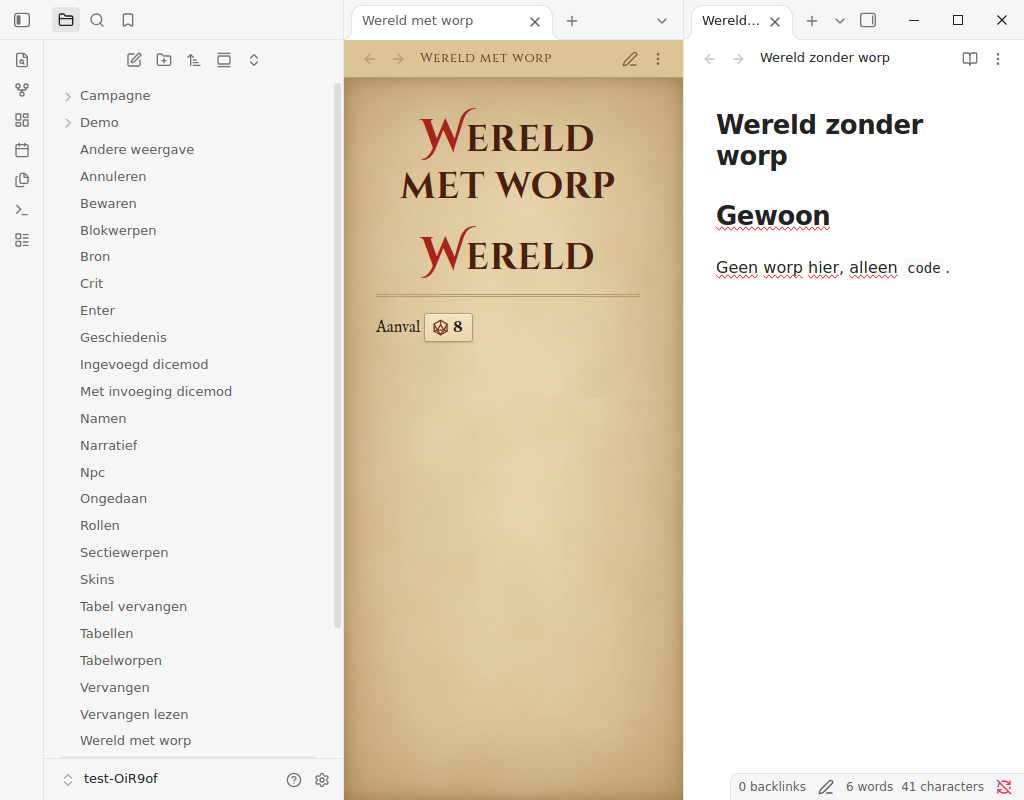 Wereld met worp
Wereld...
Campagne
Demo
Andere weergave
Annuleren
Bewaren
Blokwerpen
Bron
Crit
Enter
Geschiedenis
Ingevoegd dicemod
Met invoeging dicemod
Namen
Narratief
Npc
Ongedaan
Rollen
Sectiewerpen
Skins
Tabel vervangen
Tabellen
Tabelworpen
Vervangen
Vervangen lezen
Wereld met worp
test-OiR9of
Wereld met worp
Wereld
met worp
Wereld
Aanval 8
Wereld zonder worp
Wereld zonder
worp
Gewoon
Geen worp hier, alleen code.
0 backlinks 6 words 41 characters